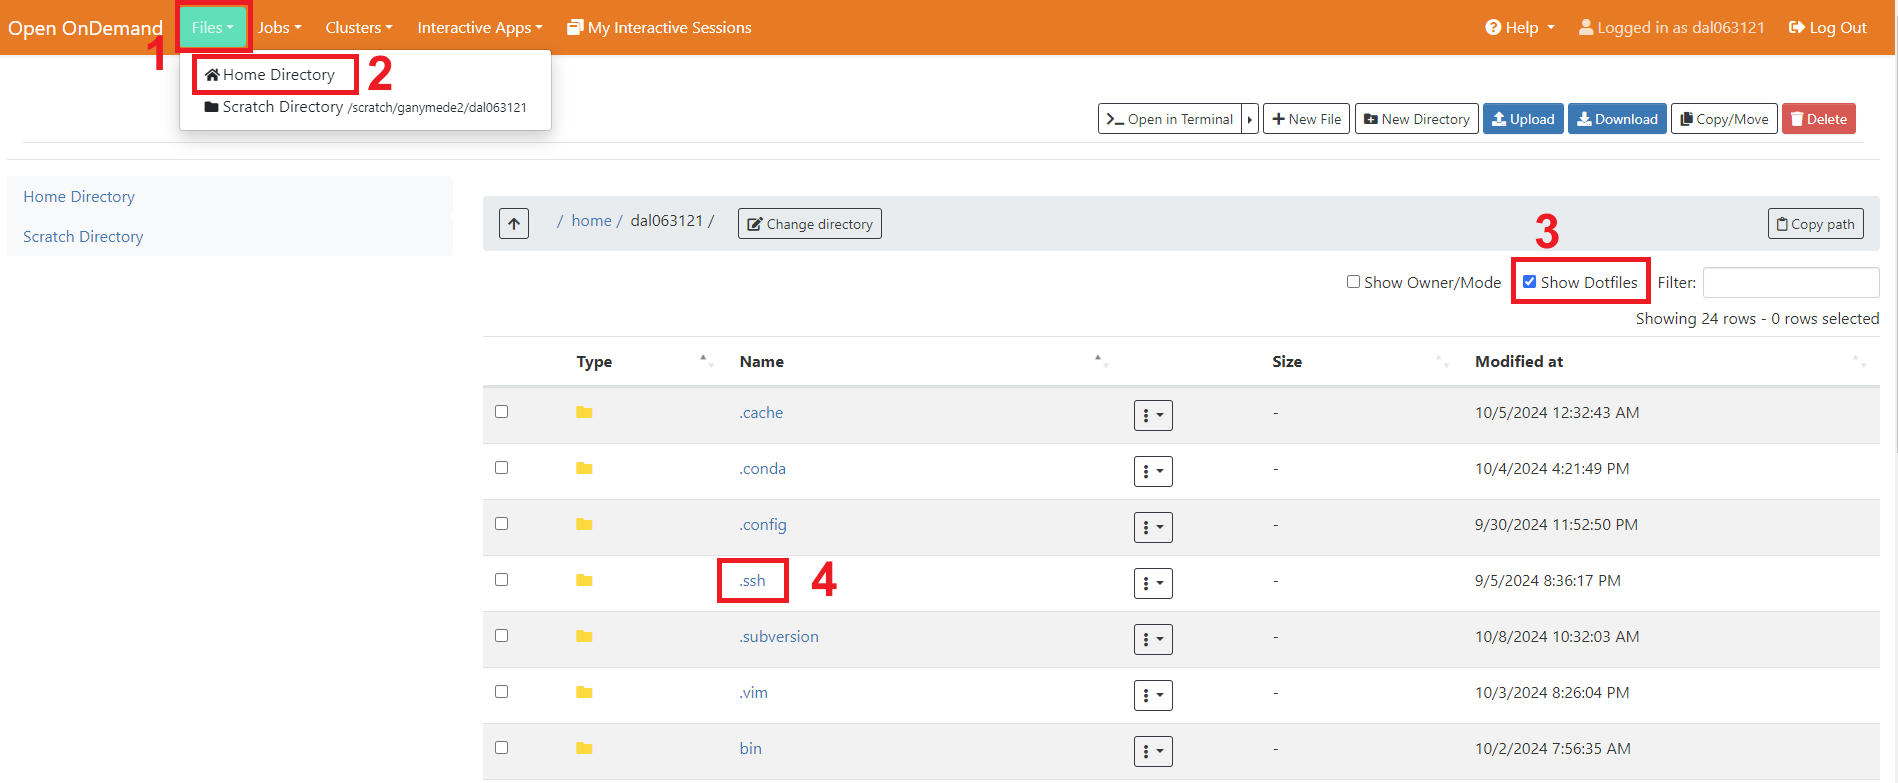 Open OnDemand Files Jobs Clusters Interactive Apps My Interactive Sessions Help Logged in as dal063121 Log Out
1
Home Directory 2
Scratch Directory /scratch/ganymede2/dal063121
Open in Terminal New File New Directory Upload Download Copy/Move Delete
Home Directory
Scratch Directory
/ home / dal063121 / Change directory Copy path
3
Show Owner/Mode Show Dotfiles Filter:
Showing 24 rows - 0 rows selected
Type Name Size Modified at
.cache - 10/5/2024 12:32:43 AM
.conda - 10/4/2024 4:21:49 PM
.config - 9/30/2024 11:52:50 PM
.ssh 4 - 9/5/2024 8:36:17 PM
.subversion - 10/8/2024 10:32:03 AM
.vim - 10/3/2024 8:26:04 PM
bin - 10/2/2024 7:56:35 AM